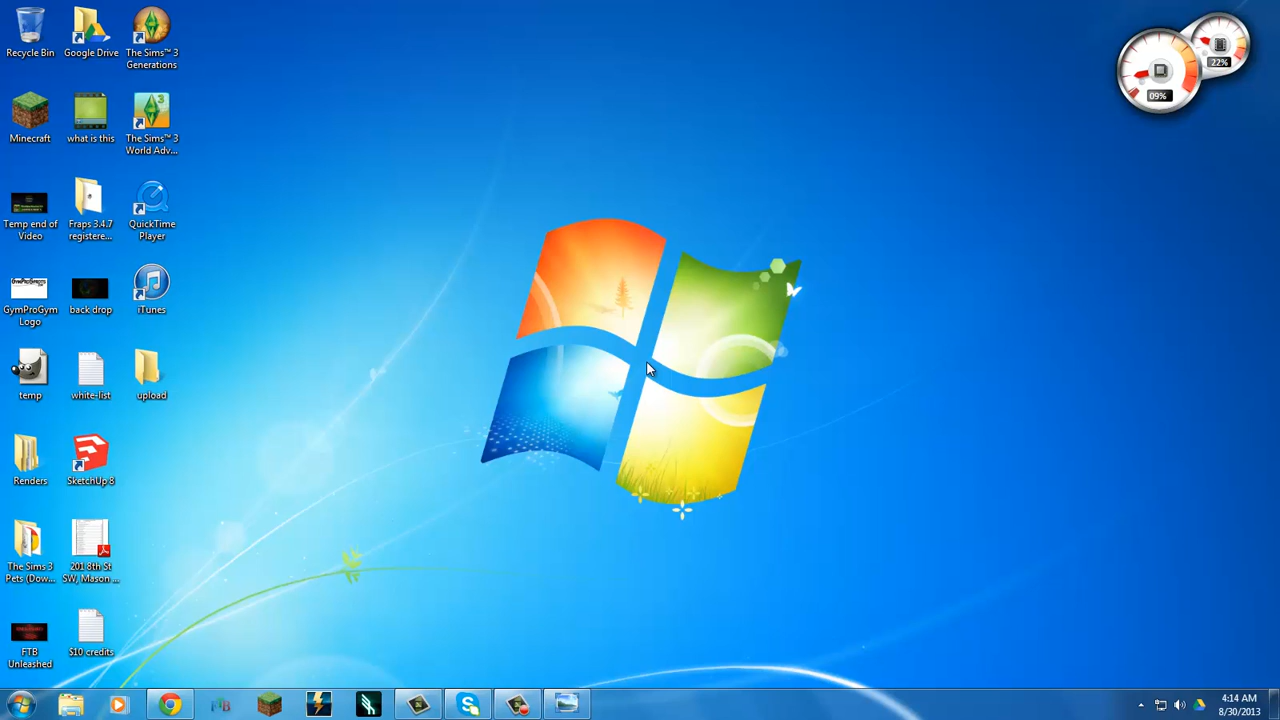 Recycle Bin
Google Drive
The Sims™ 3
Generations
Minecraft
what is this
The Sims™ 3
World Adv...
Temp end of
Video
Fraps 3.4.7
registere...
QuickTime
Player
GymProGym
Logo
back drop
iTunes
temp
white-list
upload
Renders
SketchUp 8
The Sims 3
Pets (Dow...
201 8th St
SW, Mason ...
FTB
Unleashed
$10 credits
09%
22%
4:14 AM
8/30/2013